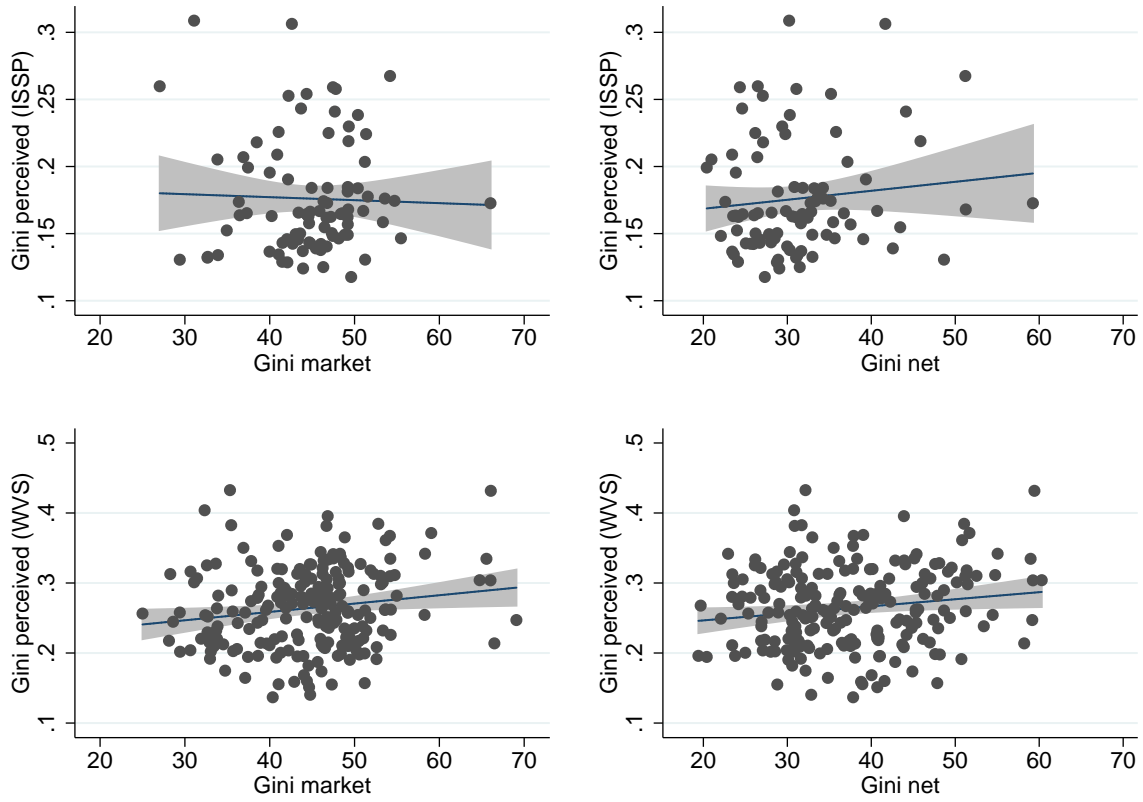 .3
.25
.2
.15
.1
Gini perceived (ISSP)
20 30 40 50 60 70
Gini market
.3
.25
.2
.15
.1
Gini perceived (ISSP)
20 30 40 50 60 70
Gini net
.5
.4
.3
.2
.1
Gini perceived (WVS)
20 30 40 50 60 70
Gini market
.5
.4
.3
.2
.1
Gini perceived (WVS)
20 30 40 50 60 70
Gini net